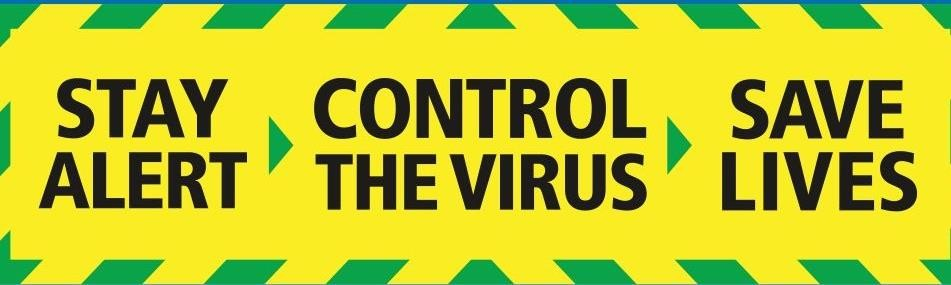 STAY
ALERT
CONTROL
THE VIRUS
SAVE
LIVES